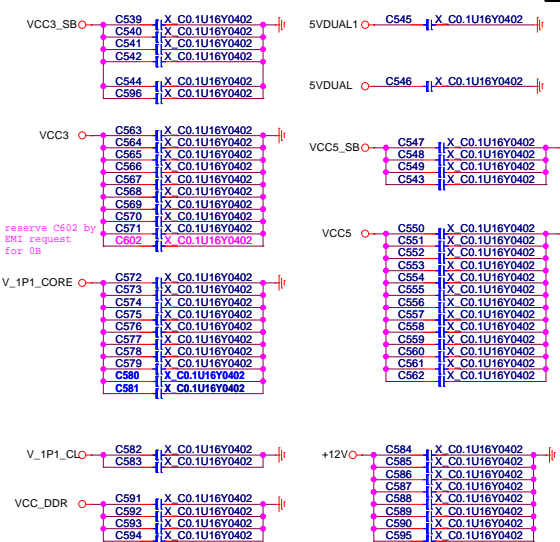 VCC3_SB
C539 X_C0.1U16Y0402
C540 X_C0.1U16Y0402
C541 X_C0.1U16Y0402
C542 X_C0.1U16Y0402
C544 X_C0.1U16Y0402
C596 X_C0.1U16Y0402
VCC3
C563 X_C0.1U16Y0402
C564 X_C0.1U16Y0402
C565 X_C0.1U16Y0402
C566 X_C0.1U16Y0402
C567 X_C0.1U16Y0402
C568 X_C0.1U16Y0402
C569 X_C0.1U16Y0402
C570 X_C0.1U16Y0402
C571 X_C0.1U16Y0402
C602 X_C0.1U16Y0402
reserve C602 by
EMI request
for 0B
V_1P1_CORE
C572 X_C0.1U16Y0402
C573 X_C0.1U16Y0402
C574 X_C0.1U16Y0402
C575 X_C0.1U16Y0402
C576 X_C0.1U16Y0402
C577 X_C0.1U16Y0402
C578 X_C0.1U16Y0402
C579 X_C0.1U16Y0402
C580 X_C0.1U16Y0402
C581 X_C0.1U16Y0402
V_1P1_CL
C582 X_C0.1U16Y0402
C583 X_C0.1U16Y0402
VCC_DDR
C591 X_C0.1U16Y0402
C592 X_C0.1U16Y0402
C593 X_C0.1U16Y0402
C594 X_C0.1U16Y0402
5VDUAL1
C545 X_C0.1U16Y0402
5VDUAL
C546 X_C0.1U16Y0402
VCC5_SB
C547 X_C0.1U16Y0402
C548 X_C0.1U16Y0402
C549 X_C0.1U16Y0402
C543 X_C0.1U16Y0402
VCC5
C550 X_C0.1U16Y0402
C551 X_C0.1U16Y0402
C552 X_C0.1U16Y0402
C553 X_C0.1U16Y0402
C554 X_C0.1U16Y0402
C555 X_C0.1U16Y0402
C556 X_C0.1U16Y0402
C557 X_C0.1U16Y0402
C558 X_C0.1U16Y0402
C559 X_C0.1U16Y0402
C560 X_C0.1U16Y0402
C561 X_C0.1U16Y0402
C562 X_C0.1U16Y0402
+12V
C584 X_C0.1U16Y0402
C585 X_C0.1U16Y0402
C586 X_C0.1U16Y0402
C587 X_C0.1U16Y0402
C588 X_C0.1U16Y0402
C589 X_C0.1U16Y0402
C590 X_C0.1U16Y0402
C595 X_C0.1U16Y0402